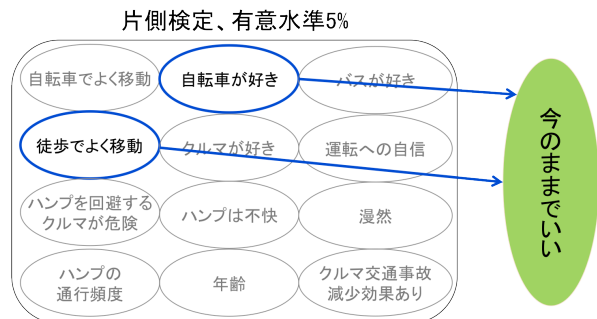 片側検定、有意水準5%
自転車でよく移動
自転車が好き
バスが好き
徒歩でよく移動
クルマが好き
運転への自信
ハンプを回避する
クルマが危険
ハンプは不快
漫然
ハンプの
通行頻度
年齢
クルマ交通事故
減少効果あり
今のままでいい